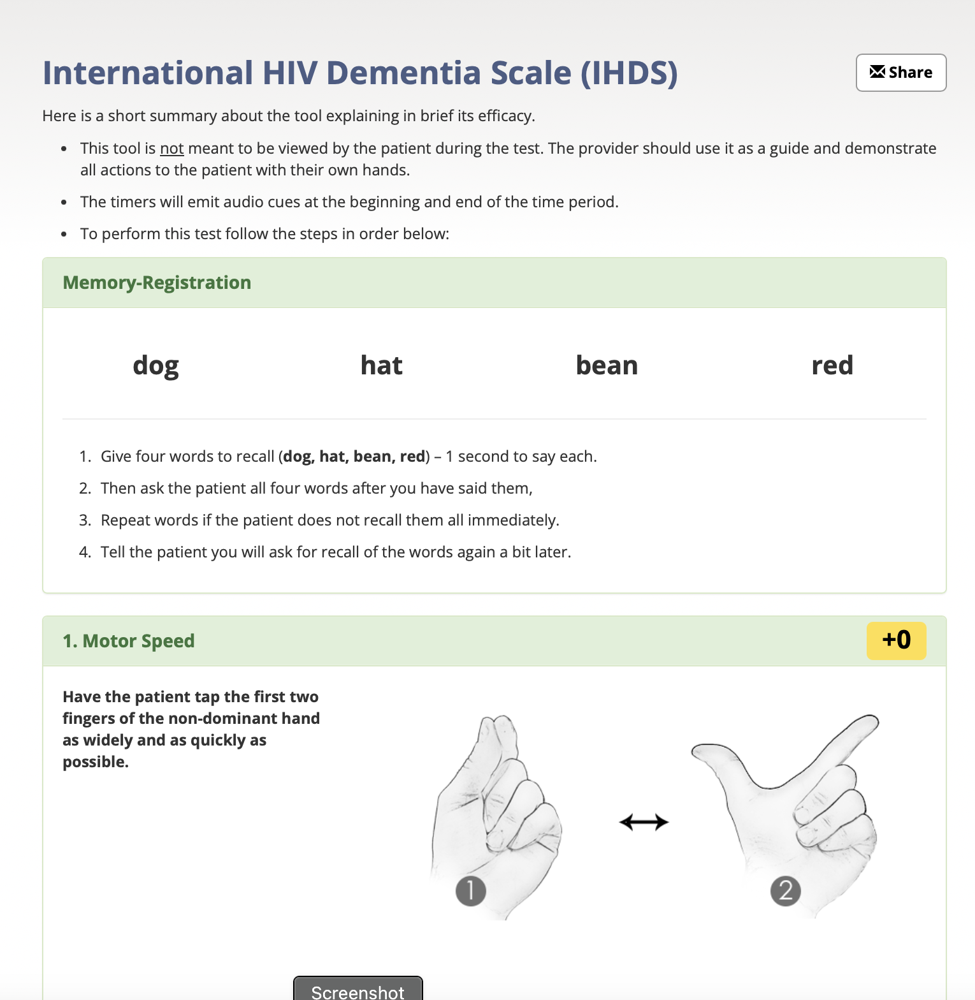 International HIV Dementia Scale (IHDS)
Share
Here is a short summary about the tool explaining in brief its efficacy.
• This tool is not meant to be viewed by the patient during the test. The provider should use it as a guide and demonstrate
all actions to the patient with their own hands.
• The timers will emit audio cues at the beginning and end of the time period.
• To perform this test follow the steps in order below:
Memory-Registration
dog hat bean red
1. Give four words to recall (dog, hat, bean, red) – 1 second to say each.
2. Then ask the patient all four words after you have said them,
3. Repeat words if the patient does not recall them all immediately.
4. Tell the patient you will ask for recall of the words again a bit later.
1. Motor Speed
+0
Have the patient tap the first two
fingers of the non-dominant hand
as widely and as quickly as
possible.
1
2
Screenshot